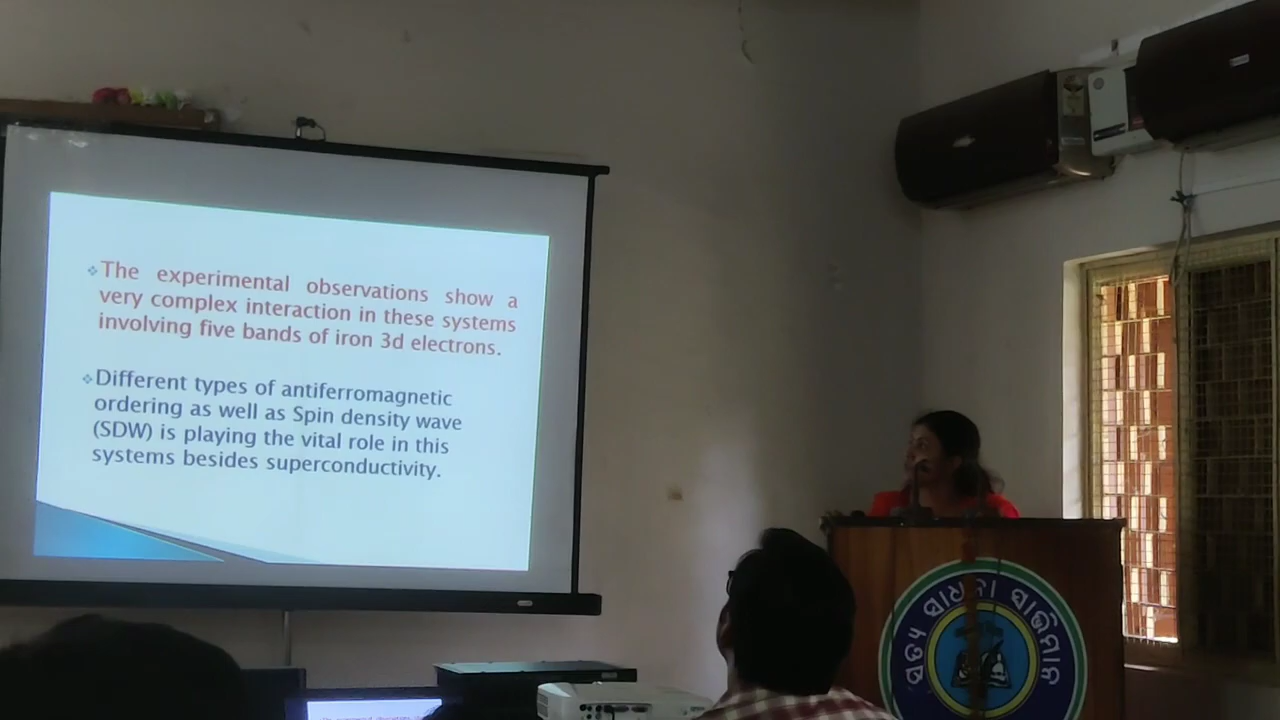 ❖The experimental observations show a
very complex interaction in these systems
involving five bands of iron 3d electrons.
❖Different types of antiferromagnetic
ordering as well as Spin density wave
(SDW) is playing the vital role in this
systems besides superconductivity.
ସତ୍ୟ ସାଧନା ସାଭିମାନ